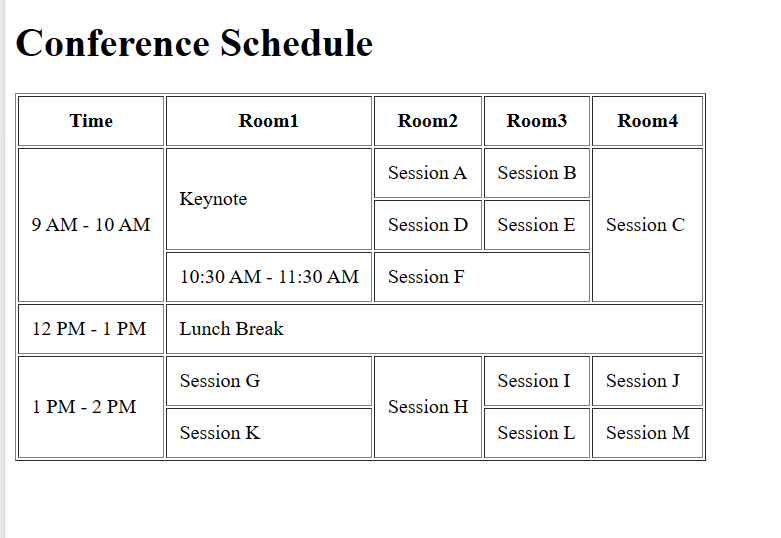 Conference Schedule
Time Room1 Room2 Room3 Room4
Session A Session B
Keynote
9 AM - 10 AM Session D Session E Session C
10:30 AM - 11:30 AM Session F
12 PM - 1 PM Lunch Break
Session G Session I Session J
1 PM - 2 PM Session H
Session K Session L Session M